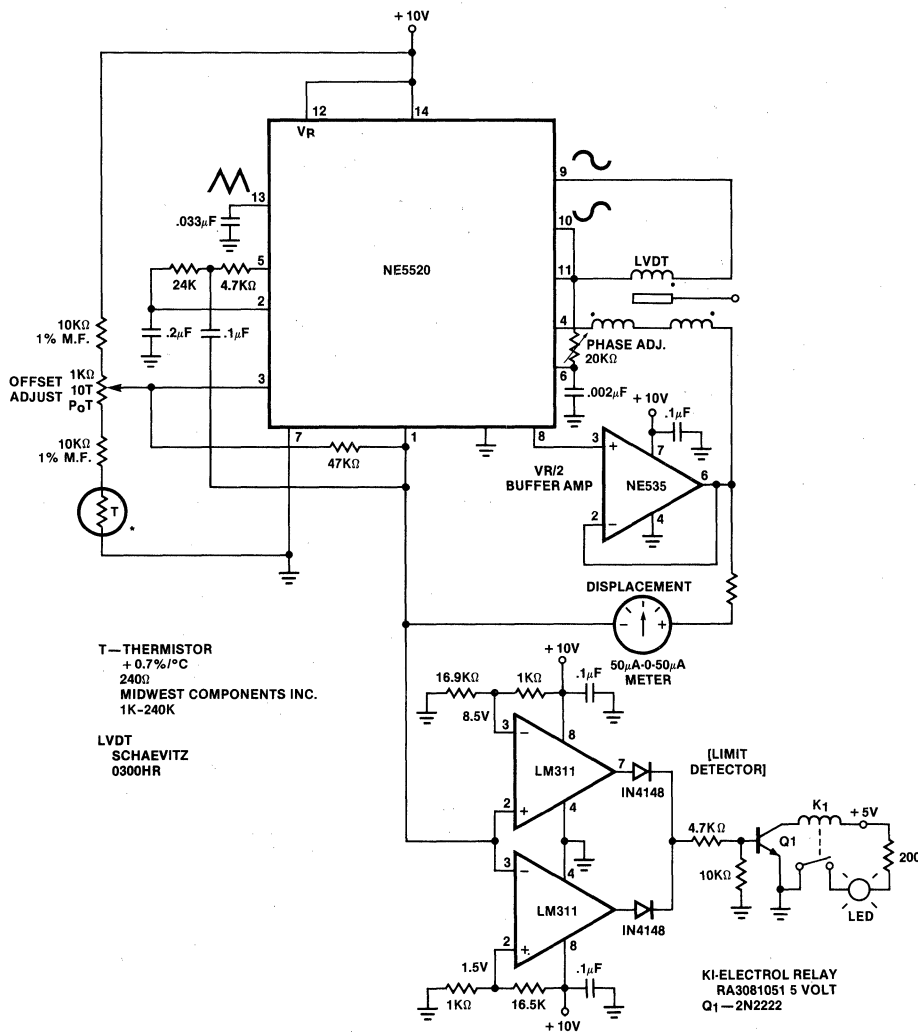 + 10V
12
14
VR
9
13
.033μF
10
NE5520
LVDT
5
11
24K
4.7KΩ
2
4
.2μF
.1μF
PHASE ADJ.
20KΩ
10KΩ
1% M.F.
1KΩ
10T
PoT
OFFSET
ADJUST
3
6
.002μF
+ 10V
.1μF
7
1
8
3
+
7
47KΩ
VR/2
BUFFER AMP
NE535
6
10KΩ
1% M.F.
2
−
4
T
*
DISPLACEMENT
− +
50μA-0-50μA
METER
T—THERMISTOR
+ 0.7%/°C
240Ω
MIDWEST COMPONENTS INC.
1K-240K
LVDT
SCHAEVITZ
0300HR
+ 10V
16.9KΩ
1KΩ
.1μF
8.5V
3
−
8
LM311
7
IN4148
[LIMIT
DETECTOR]
2
+
4
K1
+ 5V
4.7KΩ
Q1
200
10KΩ
LED
3
−
4
LM311
IN4148
2
+
8
1.5V
1KΩ
16.5K
.1μF
+ 10V
KI-ELECTROL RELAY
RA3081051 5 VOLT
Q1—2N2222